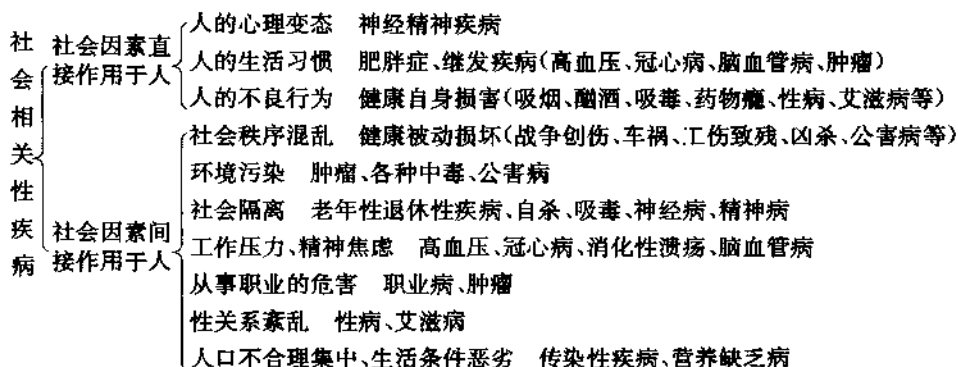 社会相关性疾病
社会因素直接作用于人
人的心理变态 神经精神疾病
人的生活习惯 肥胖症、继发疾病(高血压、冠心病、脑血管病、肿瘤)
人的不良行为 健康自身损害(吸烟、酗酒、吸毒、药物瘾、性病、艾滋病等)
社会因素间接作用于人
社会秩序混乱 健康被动损坏(战争创伤、车祸、工伤致残、凶杀、公害病等)
环境污染 肿瘤、各种中毒、公害病
社会隔离 老年性退休性疾病、自杀、吸毒、神经病、精神病
工作压力、精神焦虑 高血压、冠心病、消化性溃疡、脑血管病
从事职业的危害 职业病、肿瘤
性关系紊乱 性病、艾滋病
人口不合理集中、生活条件恶劣 传染性疾病、营养缺乏病